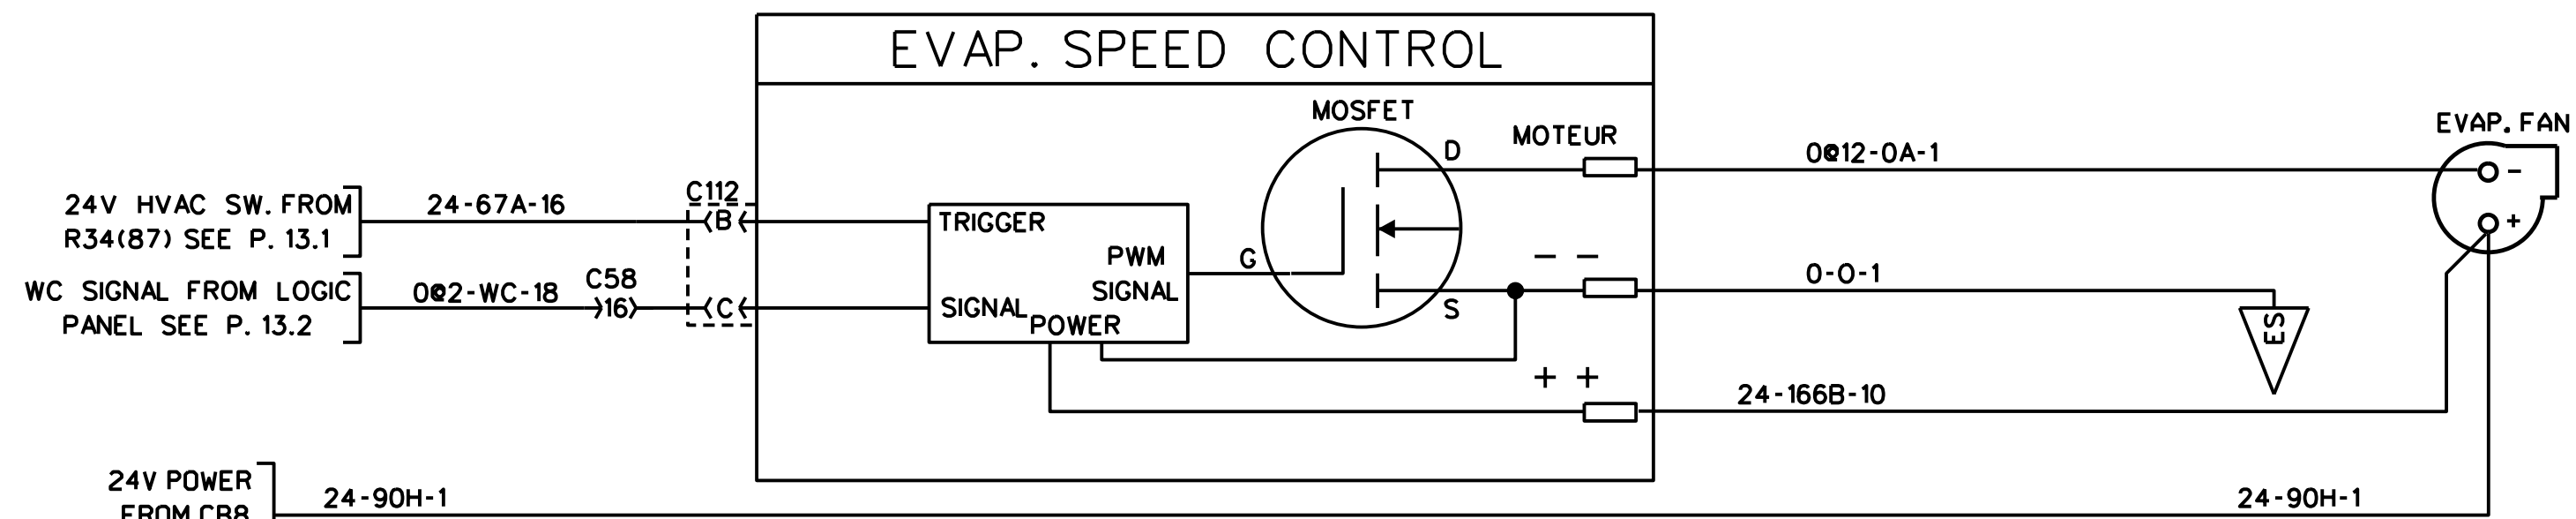 EVAP. SPEED CONTROL
MOSFET
EVAP. FAN
MOTEUR
D
0@12-0A-1
-
C112
24V HVAC SW. FROM
R34(87) SEE P. 13.1
24-67A-16
B
TRIGGER
+
PWM
SIGNAL
G
- -
C58
WC SIGNAL FROM LOGIC
PANEL SEE P. 13.2
0@2-WC-18
16
C
SIGNAL
POWER
S
0-0-1
ES
+ +
24-166B-10
24V POWER
FROM CB8
24-90H-1
24-90H-1